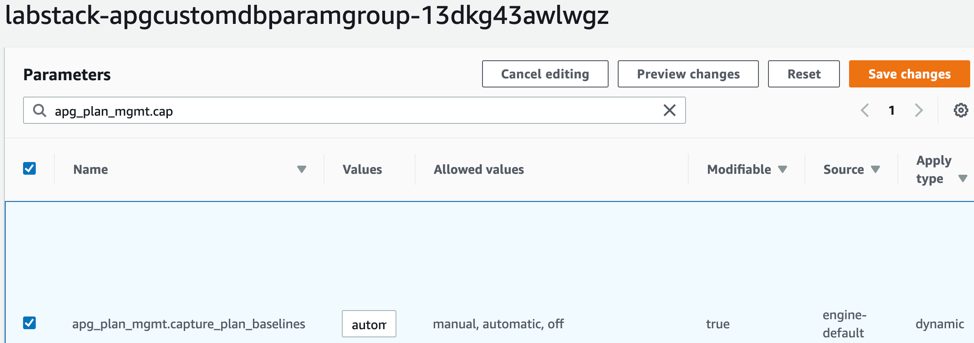 labstack-apgcustomdbparamgroup-13dkg43awlwgz
Parameters
Cancel editing
Preview changes
Reset
Save changes
apg_plan_mgmt.cap
1
Name
Values
Allowed values
Modifiable
Source
Apply
type
apg_plan_mgmt.capture_plan_baselines
autom
manual, automatic, off
true
engine-
default
dynamic